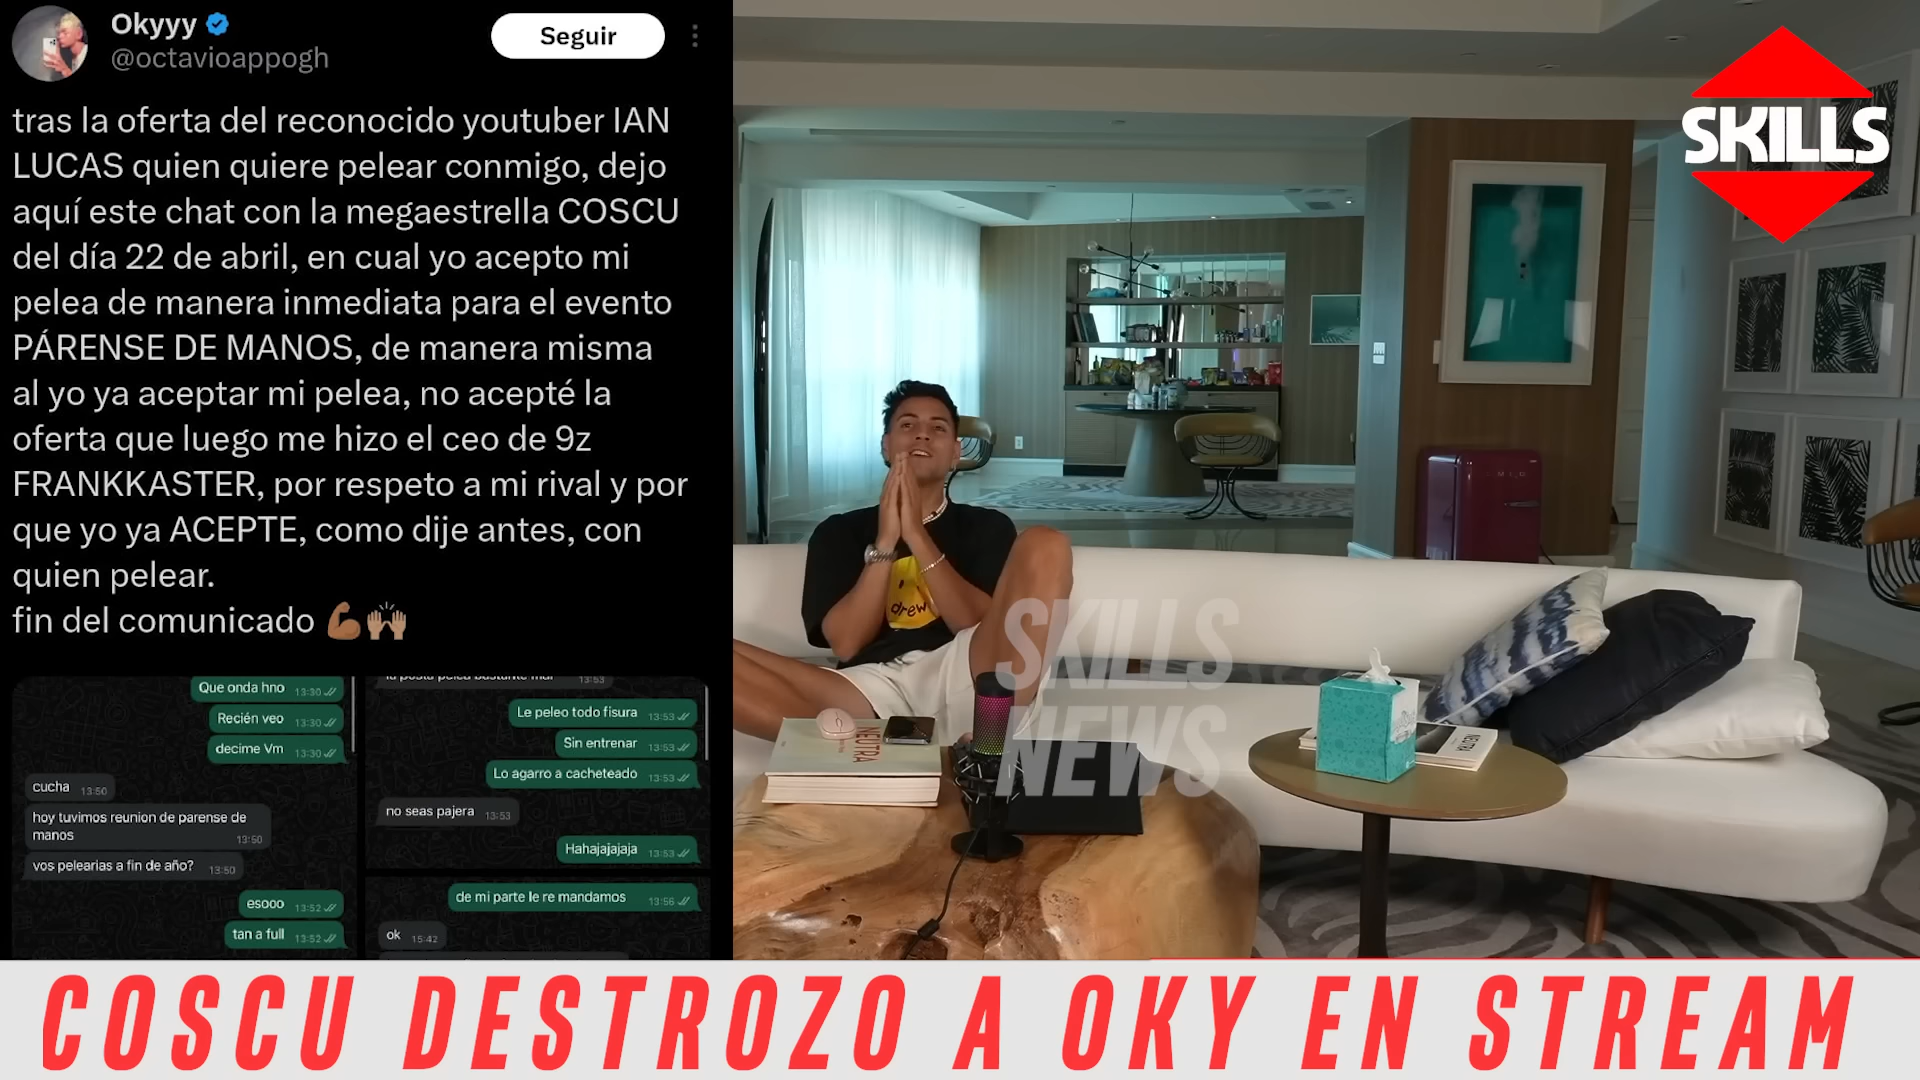 Okyyy
@octavioappogh
Seguir
tras la oferta del reconocido youtuber IAN
LUCAS quien quiere pelear conmigo, dejo
aquí este chat con la megaestrella COSCU
del día 22 de abril, en cual yo acepto mi
pelea de manera inmediata para el evento
PÁRENSE DE MANOS, de manera misma
al yo ya aceptar mi pelea, no acepté la
oferta que luego me hizo el ceo de 9z
FRANKKASTER, por respeto a mi rival y por
que yo ya ACEPTE, como dije antes, con
quien pelear.
fin del comunicado 💪🏽🙌🏽
Que onda hno 13:30
Recién veo 13:30
decime Vm 13:30
cucha 13:50
hoy tuvimos reunion de parense de
manos 13:50
vos pelearias a fin de año? 13:50
esooo 13:52
tan a full 13:52
13:53
Le peleo todo fisura 13:53
Sin entrenar 13:53
Lo agarro a cacheteado 13:53
no seas pajera 13:53
Hahajajajaja 13:53
de mi parte le re mandamos 13:56
ok 15:42
SKILLS
drew
NEUTRA
NEUTRA
SKILLS
NEWS
COSCU DESTROZO A OKY EN STREAM